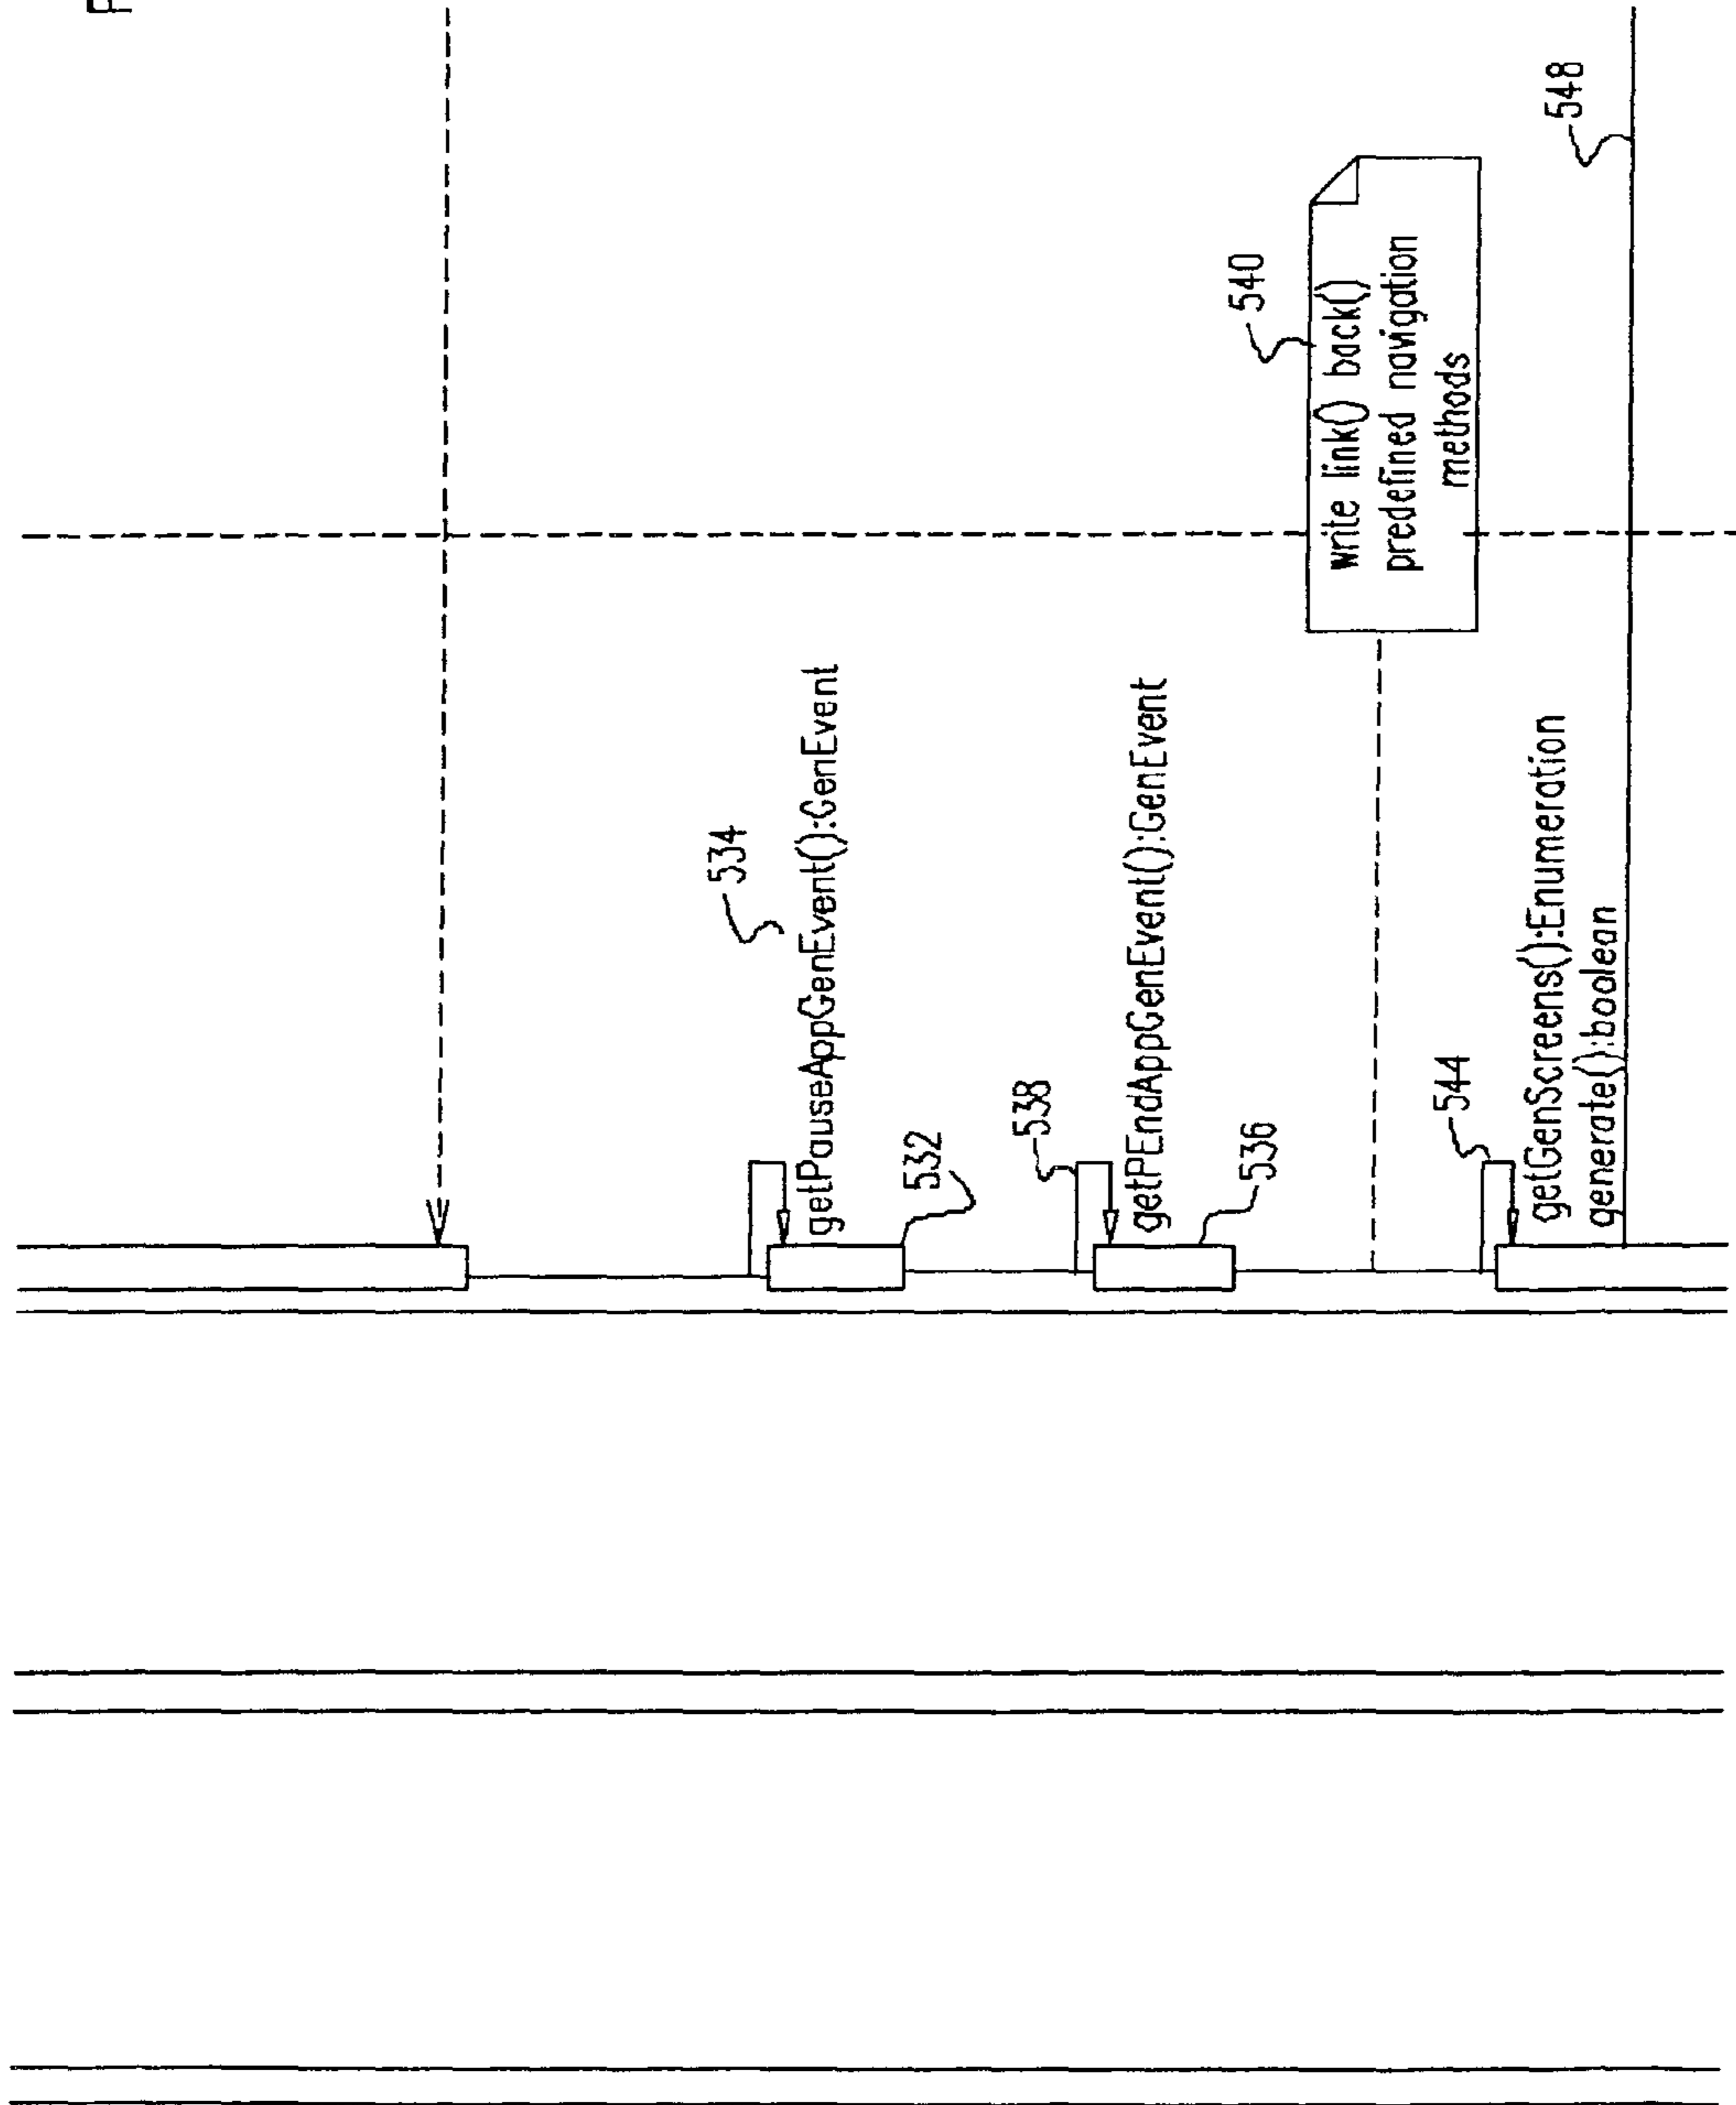 534
getPauseAppGenEvent():GenEvent
532
538
getPEndAppGenEvent():GenEvent
536
540
write link() back()
predefined navigation
methods
544
getGenScreens():Enumeration
generate():boolean
548